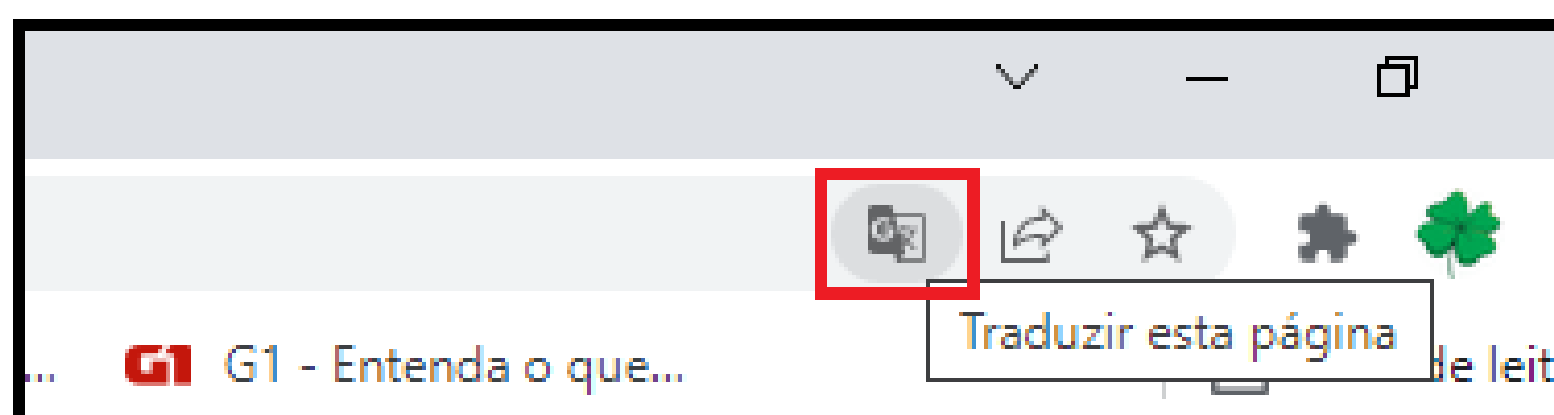 Traduzir esta página
... G1 G1 - Entenda o que... de leit